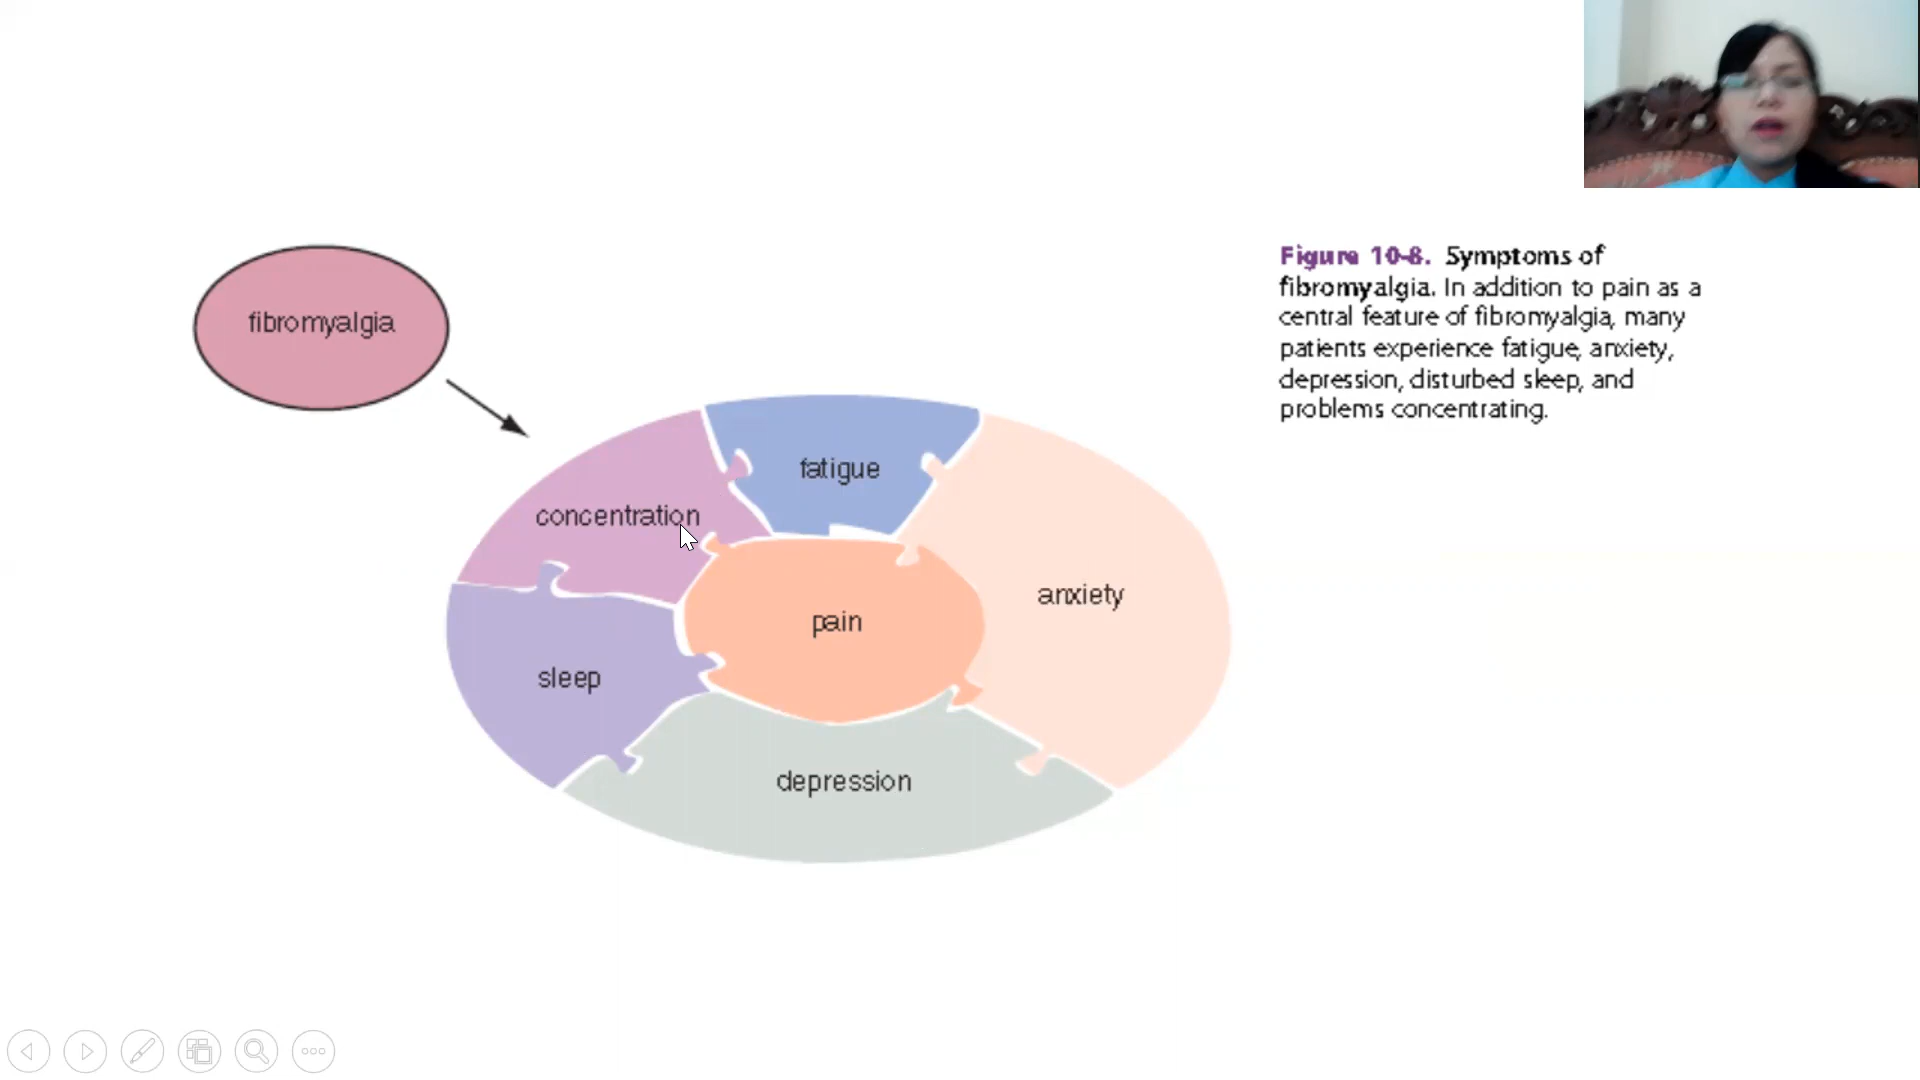 Figure 10-8. Symptoms of
fibromyalgia. In addition to pain as a
central feature of fibromyalgia, many
patients experience fatigue, anxiety,
depression, disturbed sleep, and
problems concentrating.
fibromyalgia
fatigue
concentration
anxiety
pain
sleep
depression